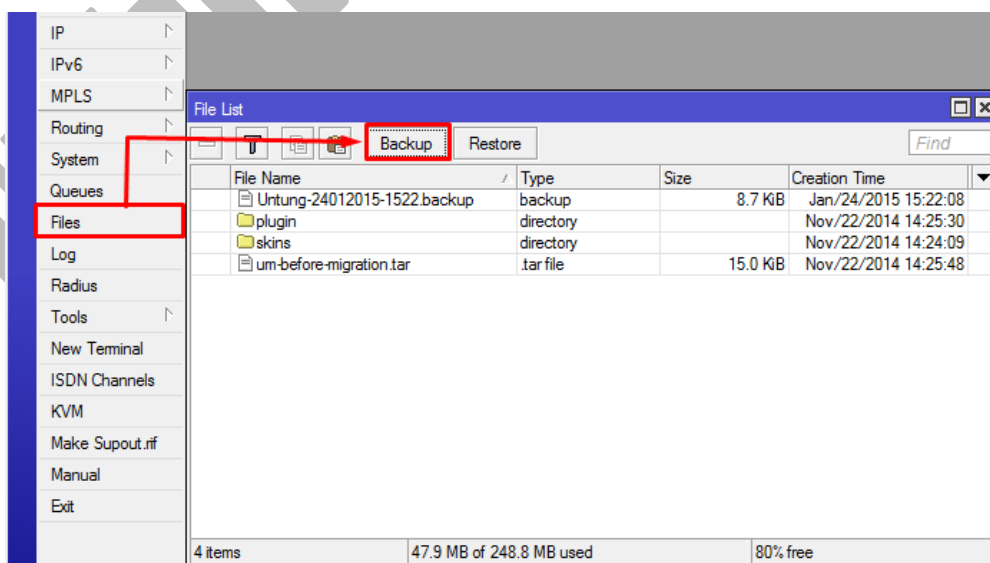 IP
IPv6
MPLS
Routing
System
Queues
Files
Log
Radius
Tools
New Terminal
ISDN Channels
KVM
Make Supout.rif
Manual
Exit
File List
Backup Restore Find
File Name Type Size Creation Time
Untung-24012015-1522.backup backup 8.7 KiB Jan/24/2015 15:22:08
plugin directory Nov/22/2014 14:25:30
skins directory Nov/22/2014 14:24:09
um-before-migration.tar .tar file 15.0 KiB Nov/22/2014 14:25:48
4 items 47.9 MB of 248.8 MB used 80% free